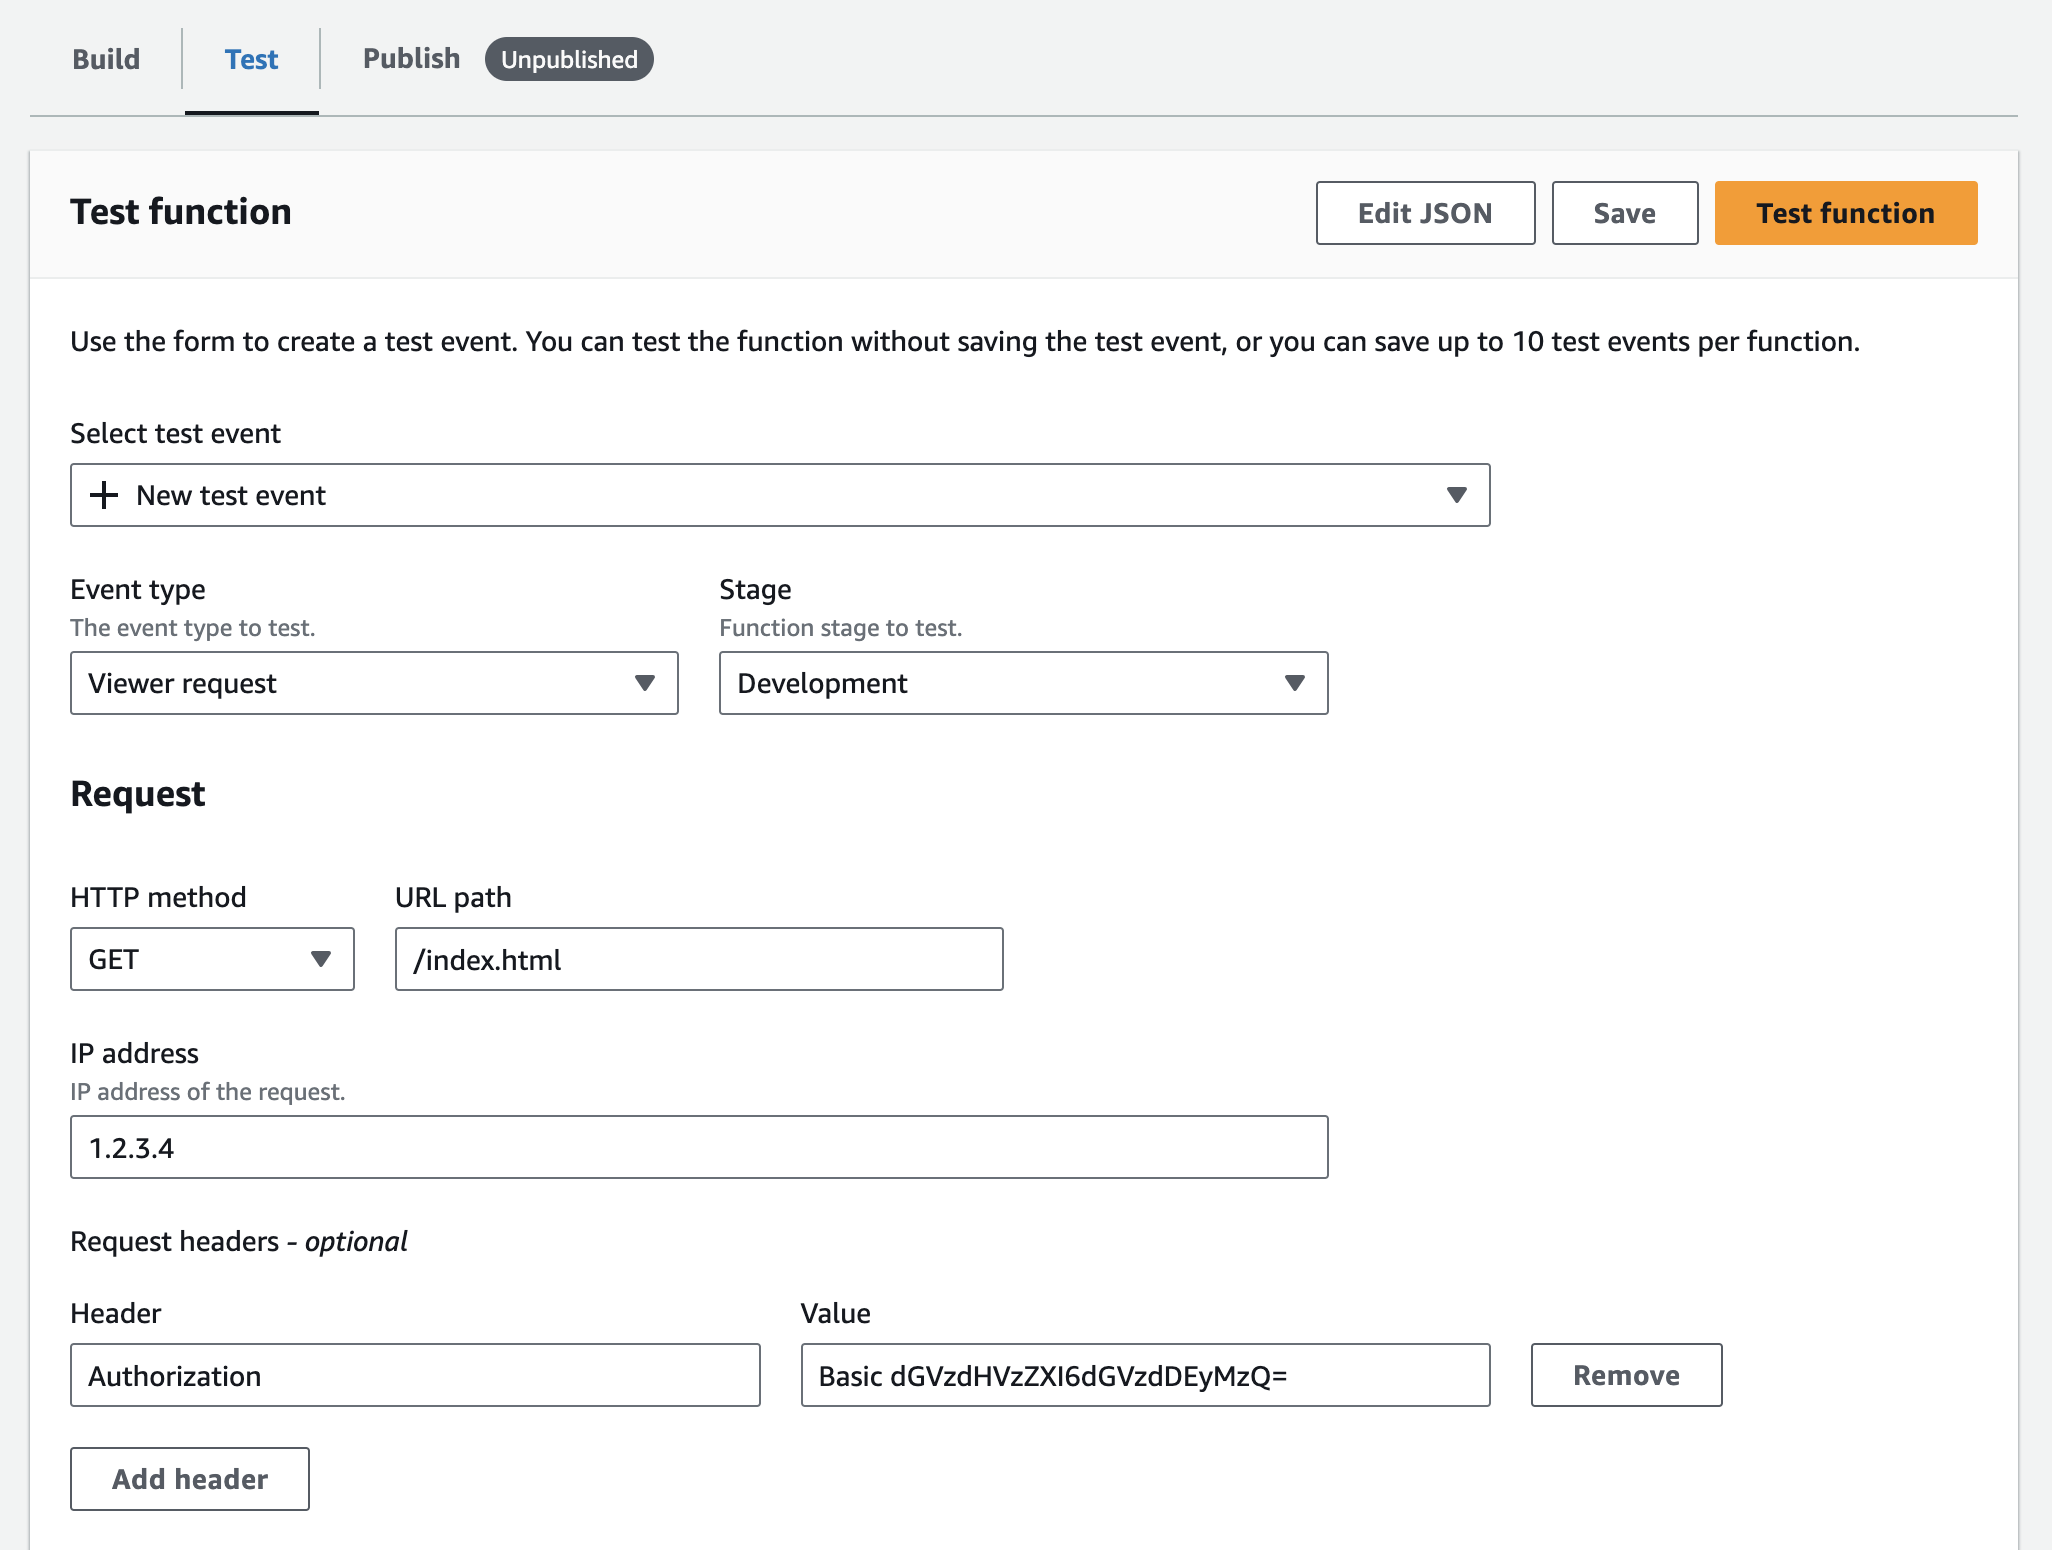 Build
Test
Publish
Unpublished
Test function
Edit JSON
Save
Test function
Use the form to create a test event. You can test the function without saving the test event, or you can save up to 10 test events per function.
Select test event
New test event
Event type
Stage
The event type to test.
Function stage to test.
Viewer request
Development
Request
HTTP method
URL path
GET
/index.html
IP address
IP address of the request.
1.2.3.4
Request headers - optional
Header
Value
Authorization
Basic dGVzdHVzZXI6dGVzdDEyMzQ=
Remove
Add header